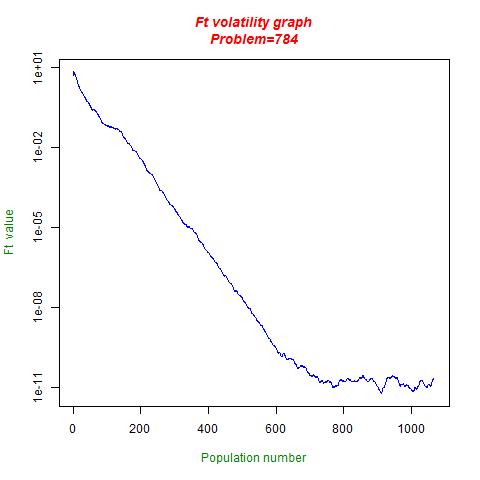 Ft volatility graph
Problem=784
Ft value
1e+01
1e-02
1e-05
1e-08
1e-11
0 200 400 600 800 1000
Population number